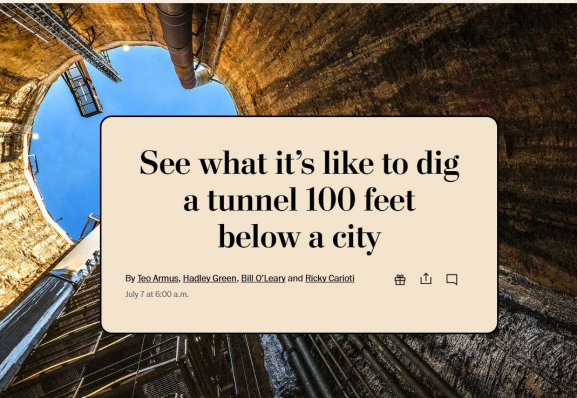 See what it's like to dig
a tunnel 100 feet
below a city
By Teo Armus, Hadley Green, Bill O'Leary and Ricky Carioti
July 7 at 6:00 a.m.